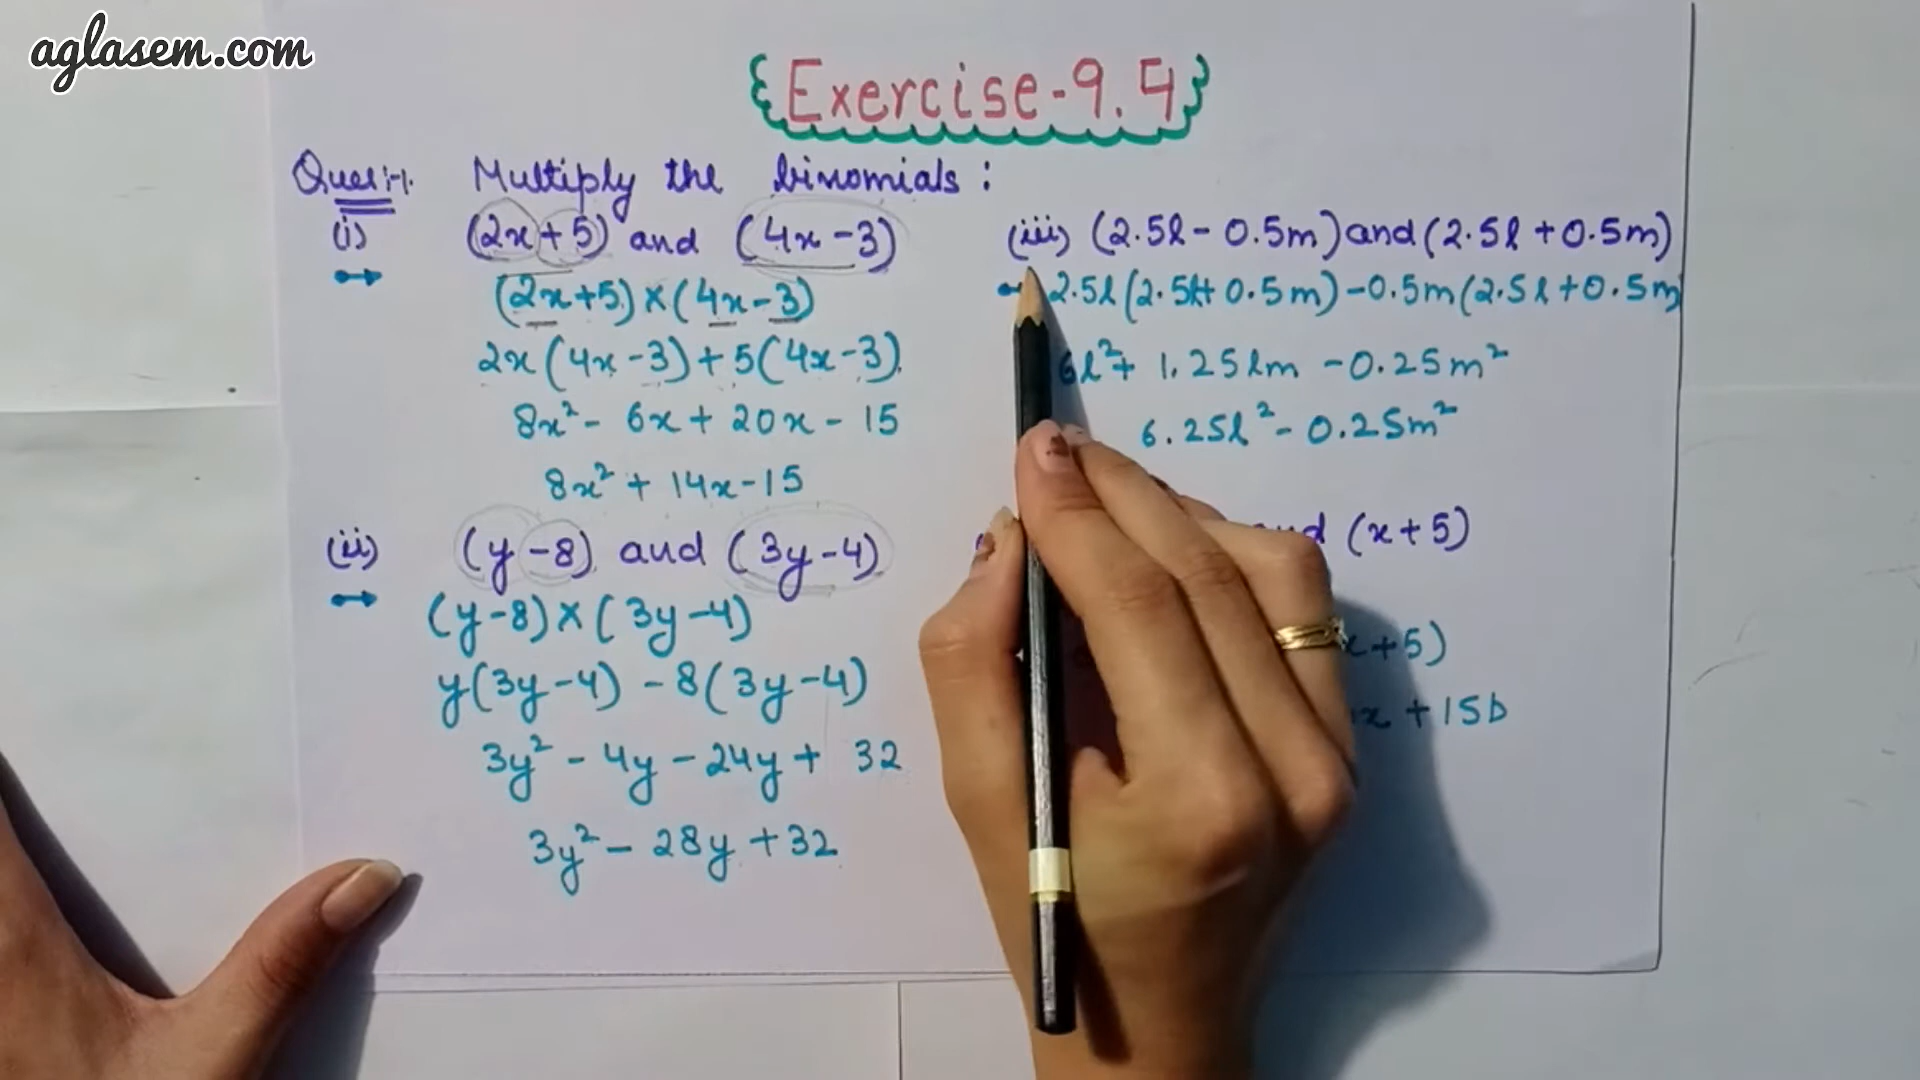 aglasem.com
Exercise-9.4
Ques:-1. Multiply the binomials:
(i) (2x+5) and (4x-3)
(2x+5)×(4x-3)
2x(4x-3)+5(4x-3)
8x²- 6x+20x-15
8x²+14x-15
(ii) (y-8) and (3y-4)
(y-8)×(3y-4)
y(3y-4) -8(3y-4)
3y²-4y-24y+ 32
3y²-28y+32
(iii) (2.5l-0.5m) and (2.5l+0.5m)
2.5l(2.5l+0.5m)-0.5m(2.5l+0.5m)
6l²+ 1.25lm -0.25m²
6.25l²-0.25m²
(x+5)
+5)
x +15b